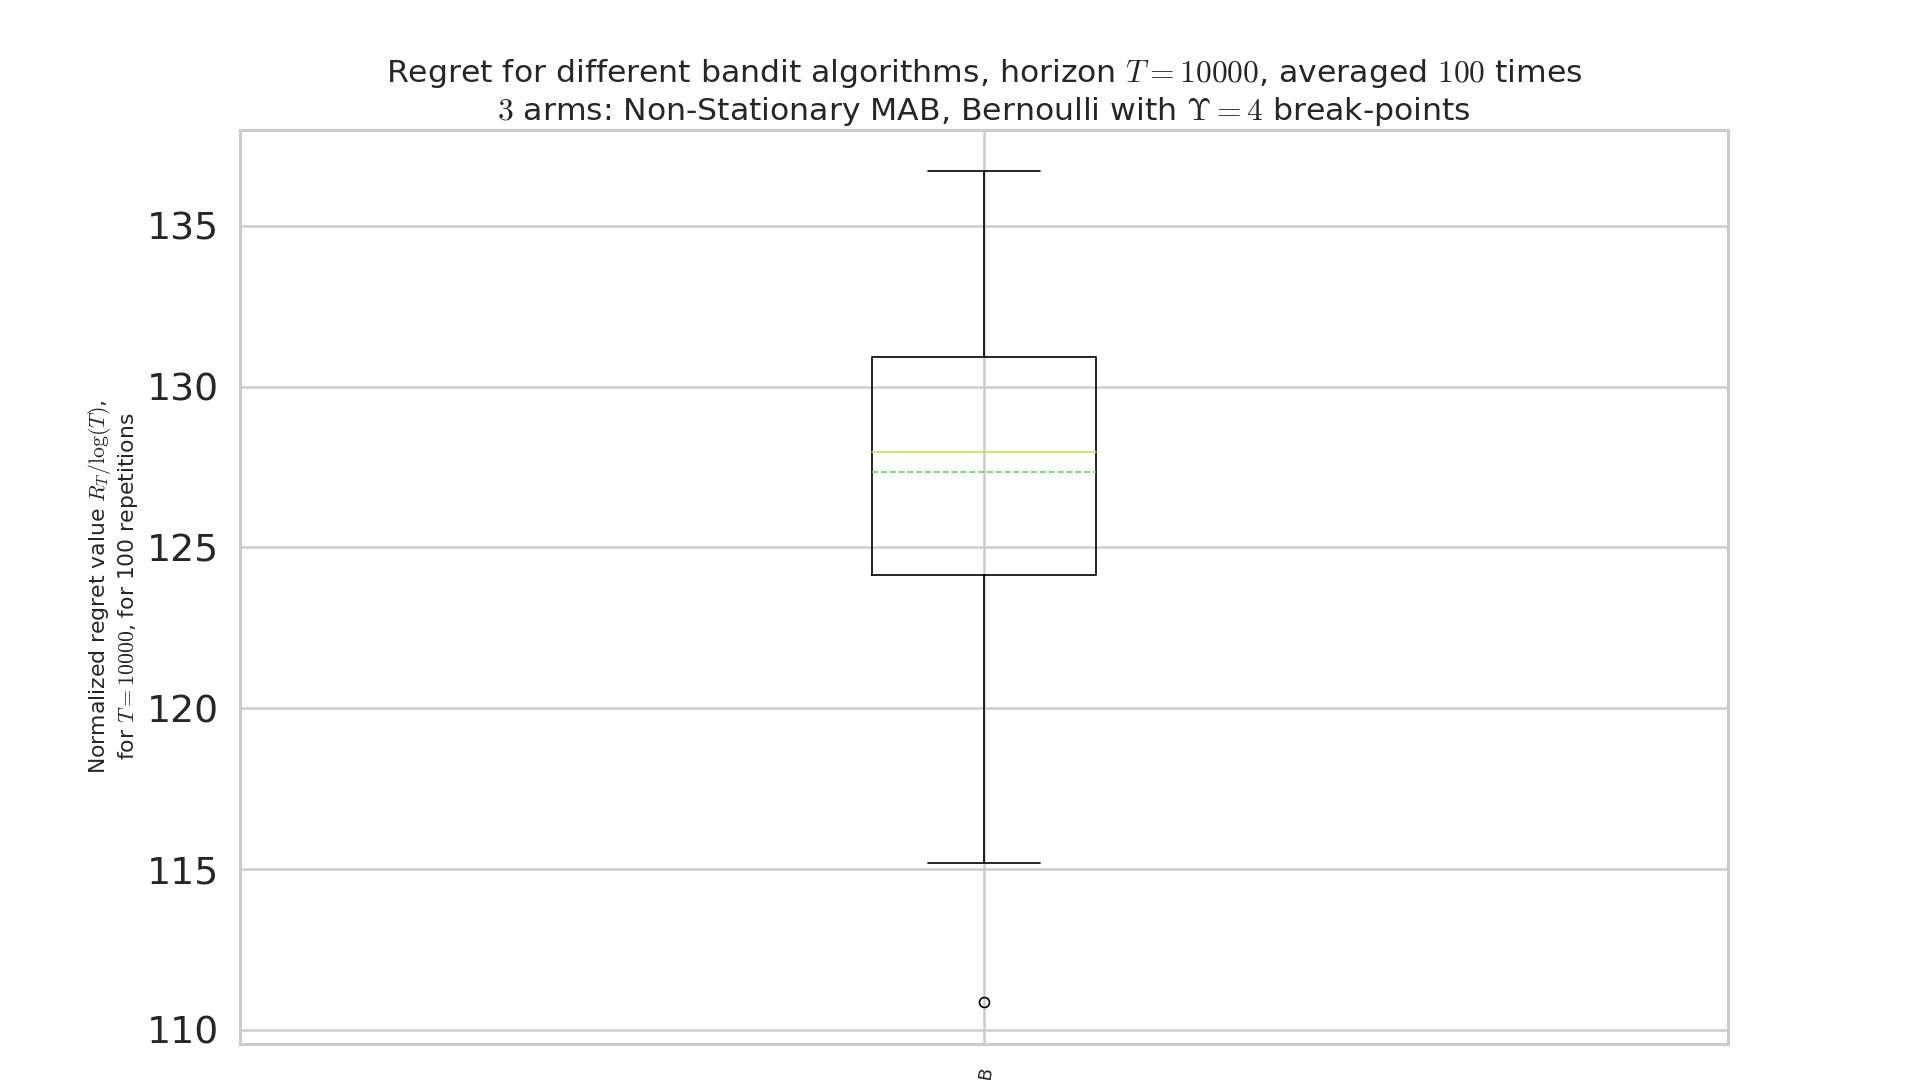 Regret for different bandit algorithms, horizon T = 10000, averaged 100 times
3 arms: Non-Stationary MAB, Bernoulli with ϒ = 4 break-points
Normalized regret value R_T/log(T),
for T = 10000, for 100 repetitions
135
130
125
120
115
110
B